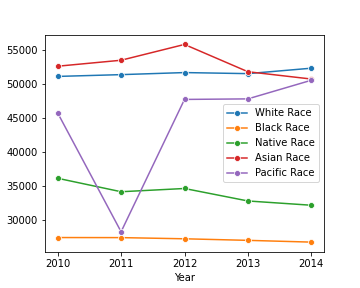 55000
50000
45000
40000
35000
30000
White Race
Black Race
Native Race
Asian Race
Pacific Race
2010 2011 2012 2013 2014
Year